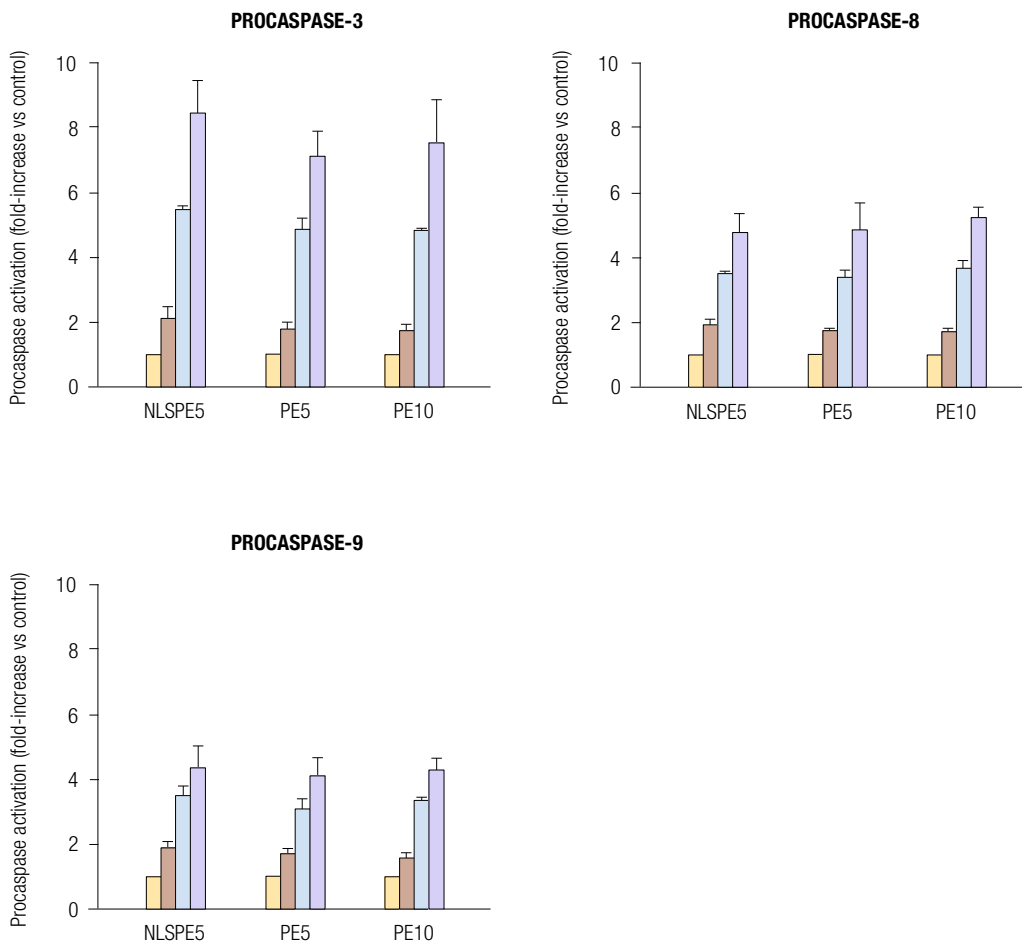 PROCASPASE-3
Procaspase activation (fold-increase vs control)
10
8
6
4
2
0
NLSPE5 PE5 PE10
PROCASPASE-8
Procaspase activation (fold-increase vs control)
10
8
6
4
2
0
NLSPE5 PE5 PE10
PROCASPASE-9
Procaspase activation (fold-increase vs control)
10
8
6
4
2
0
NLSPE5 PE5 PE10